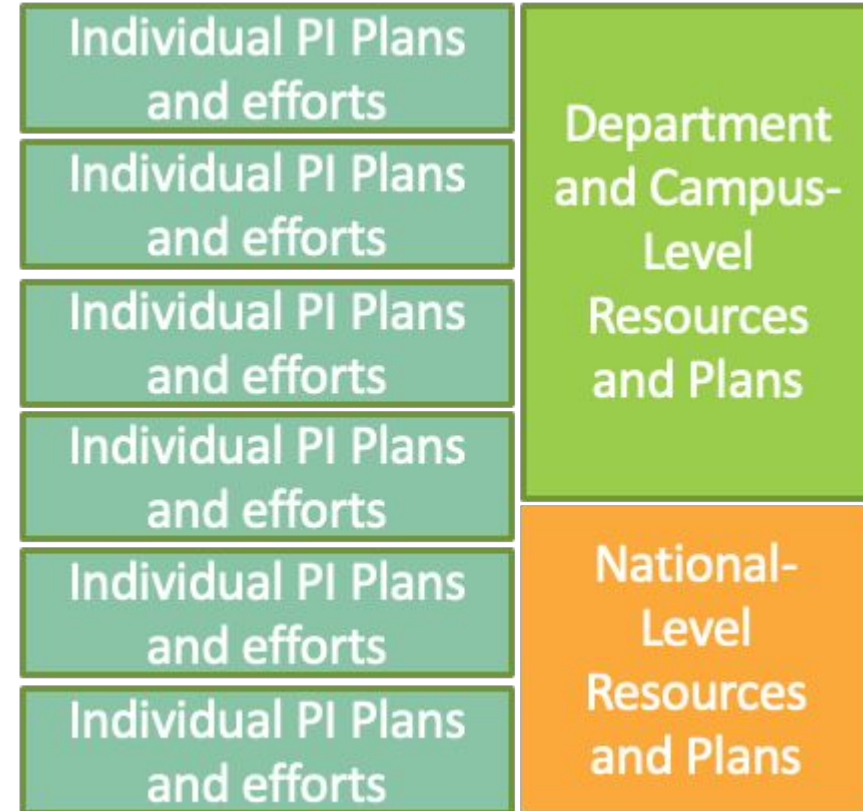 Individual PI Plans
and efforts
Individual PI Plans
and efforts
Individual PI Plans
and efforts
Individual PI Plans
and efforts
Individual PI Plans
and efforts
Individual PI Plans
and efforts
Department
and Campus-
Level
Resources
and Plans
National-
Level
Resources
and Plans